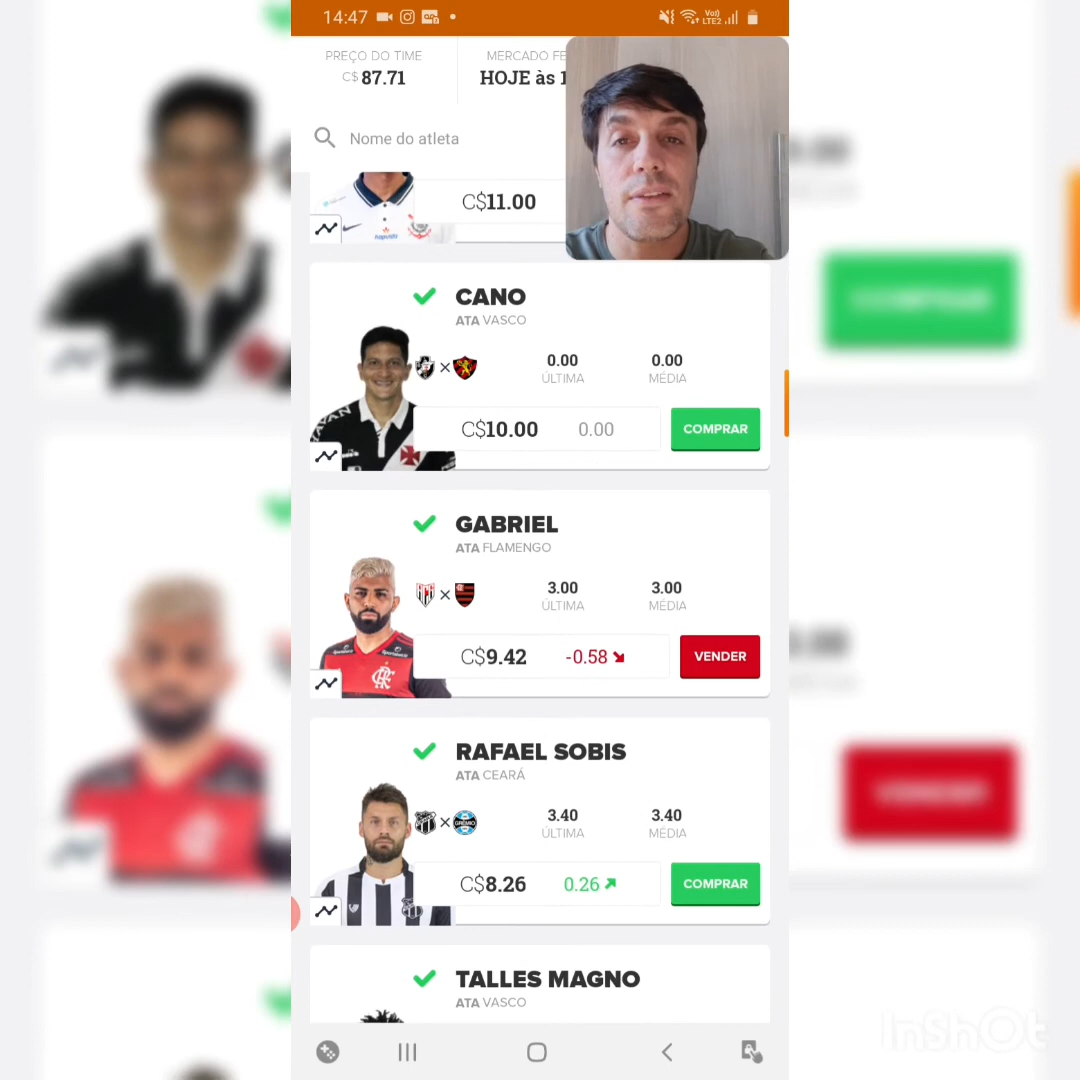 14:47
Vo)) LTE2
PREÇO DO TIME
MERCADO FE
C$ 87.71
HOJE às 1
Nome do atleta
C$11.00
CANO
ATA VASCO
×
0.00
0.00
ÚLTIMA
MÉDIA
C$10.00
0.00
COMPRAR
GABRIEL
ATA FLAMENGO
×
3.00
3.00
ÚLTIMA
MÉDIA
C$9.42
-0.58
VENDER
RAFAEL SOBIS
ATA CEARÁ
×
3.40
3.40
ÚLTIMA
MÉDIA
C$8.26
0.26
COMPRAR
TALLES MAGNO
ATA VASCO
InShOt